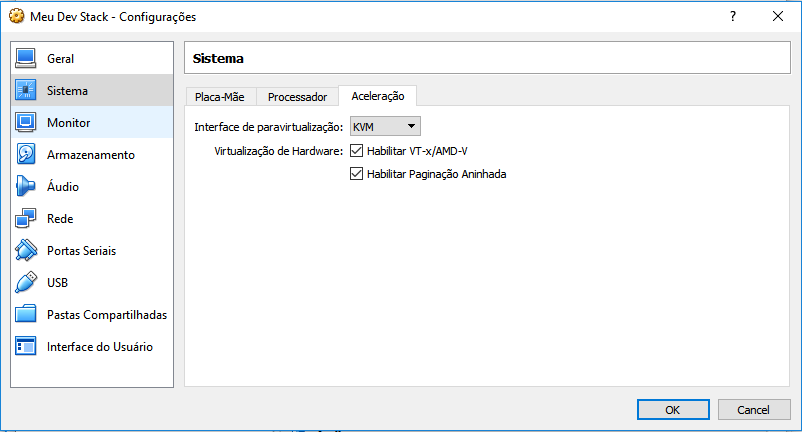 Meu Dev Stack - Configurações
?
Geral
Sistema
Monitor
Armazenamento
Áudio
Rede
Portas Seriais
USB
Pastas Compartilhadas
Interface do Usuário
Sistema
Placa-Mãe Processador Aceleração
Interface de paravirtualização: KVM
Virtualização de Hardware: Habilitar VT-x/AMD-V
Habilitar Paginação Aninhada
OK Cancel